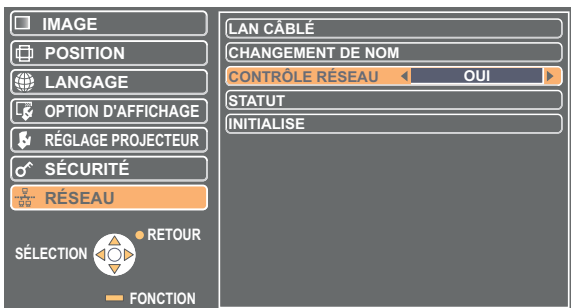 IMAGE
POSITION
LANGAGE
OPTION D'AFFICHAGE
RÉGLAGE PROJECTEUR
SÉCURITÉ
RÉSEAU
SÉLECTION
RETOUR
FONCTION
LAN CÂBLÉ
CHANGEMENT DE NOM
CONTRÔLE RÉSEAU OUI
STATUT
INITIALISE